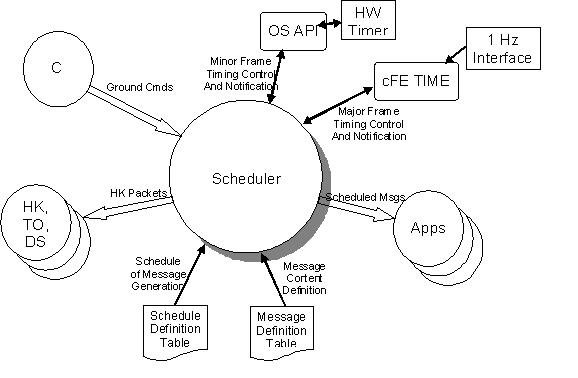 OS API
HW
Timer
1 Hz
Interface
C
Minor Frame
Timing Control
And Notification
cFE TIME
Ground Cmds
Major Frame
Timing Control
And Notification
Scheduler
HK Packets
Scheduled Msgs
HK,
TO,
DS
Apps
Schedule
of Message
Generation
Message
Content
Definition
Schedule
Definition
Table
Message
Definition
Table